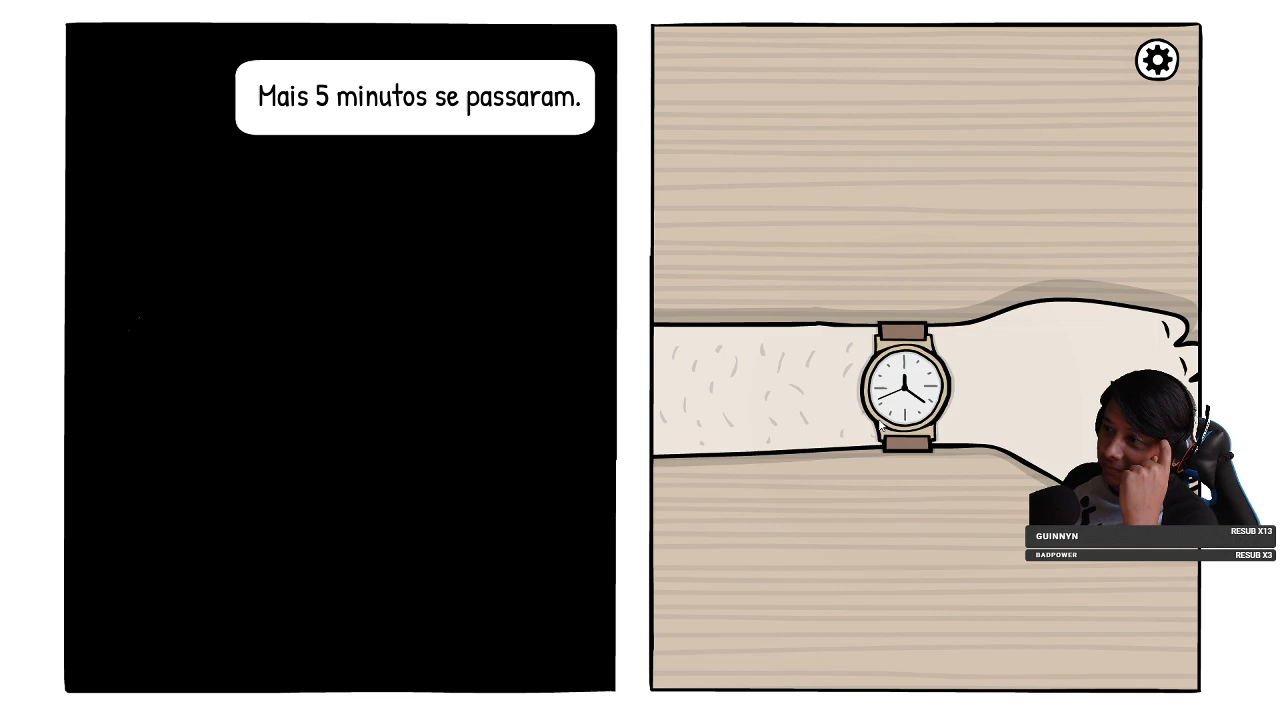 Mais 5 minutos se passaram.
GUINNYN RESUB X13
BADPOWER RESUB X3